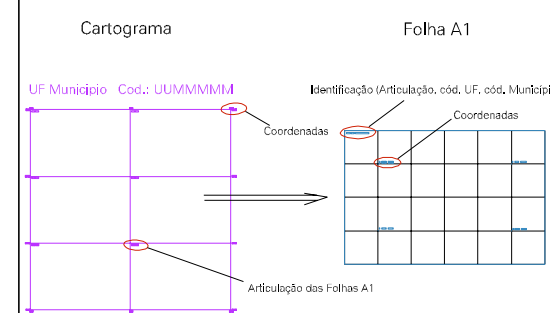 Cartograma
Folha A1
UF Município Cod.: UUMMMMM
Identificação (Articulação, cód. UF, cód. Municípi
Coordenadas
Coordenadas
Articulação das Folhas A1